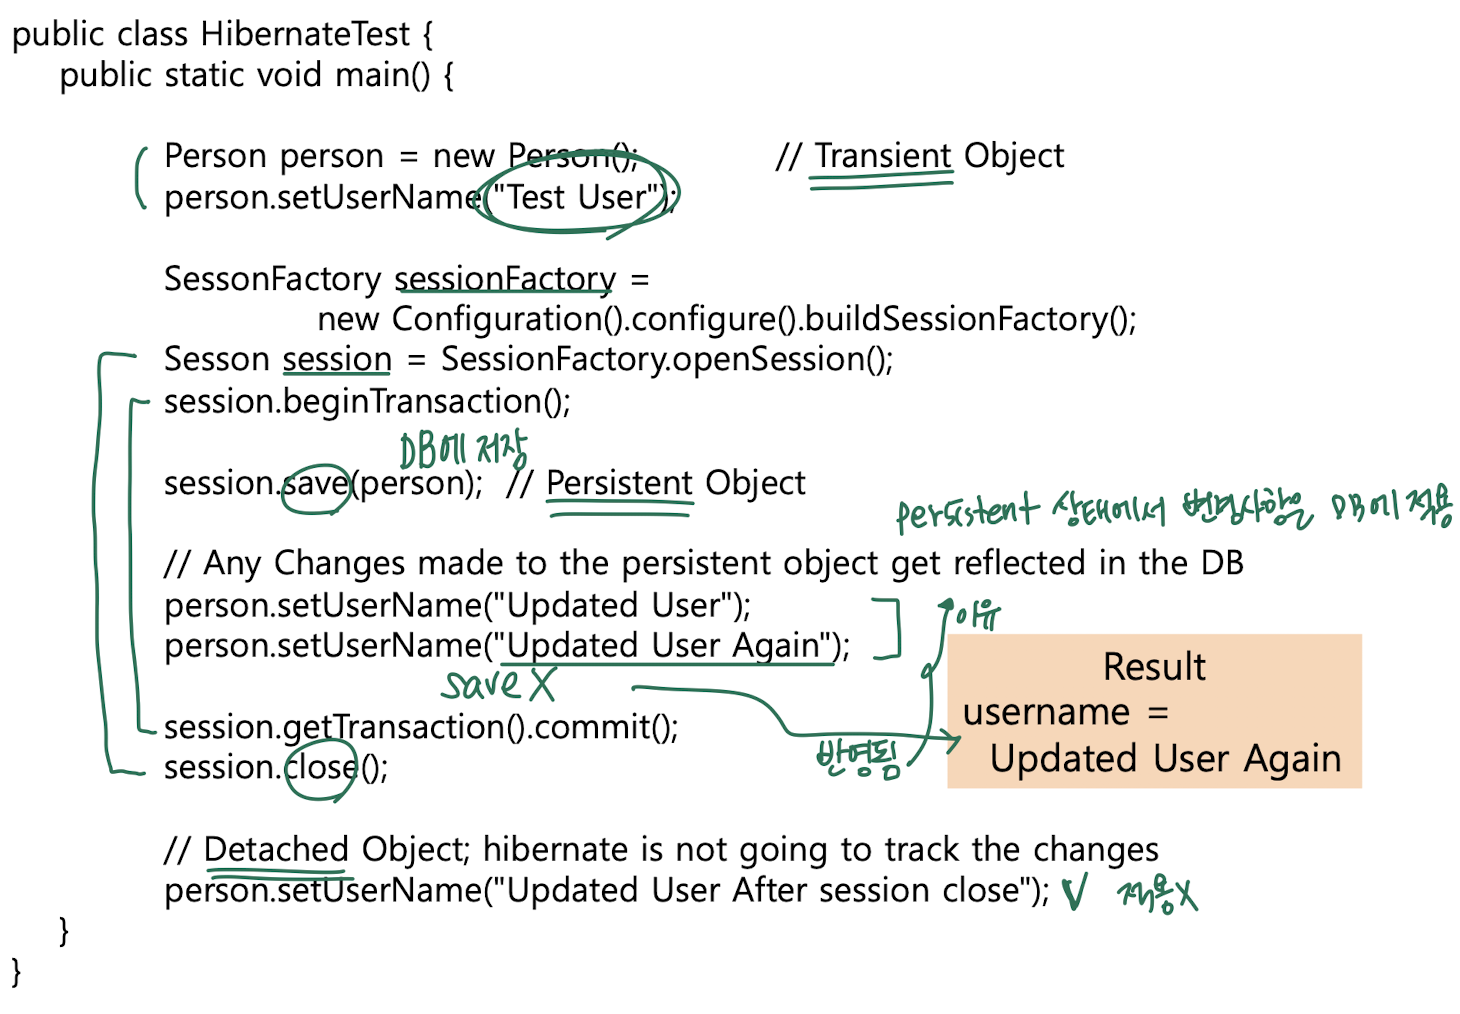 public class HibernateTest {
public static void main() {
Person person = new Person(); // Transient Object
person.setUserName("Test User");
SessonFactory sessionFactory =
new Configuration().configure().buildSessionFactory();
Sesson session = SessionFactory.openSession();
session.beginTransaction();
DB에 저장
session.save(person); // Persistent Object
persistent 상태에서 변경사항을 DB에 적용
// Any Changes made to the persistent object get reflected in the DB
person.setUserName("Updated User");
이유
person.setUserName("Updated User Again");
Result
save X
username =
session.getTransaction().commit();
반영됨
Updated User Again
session.close();
// Detached Object; hibernate is not going to track the changes
person.setUserName("Updated User After session close"); V 적용X
}
}